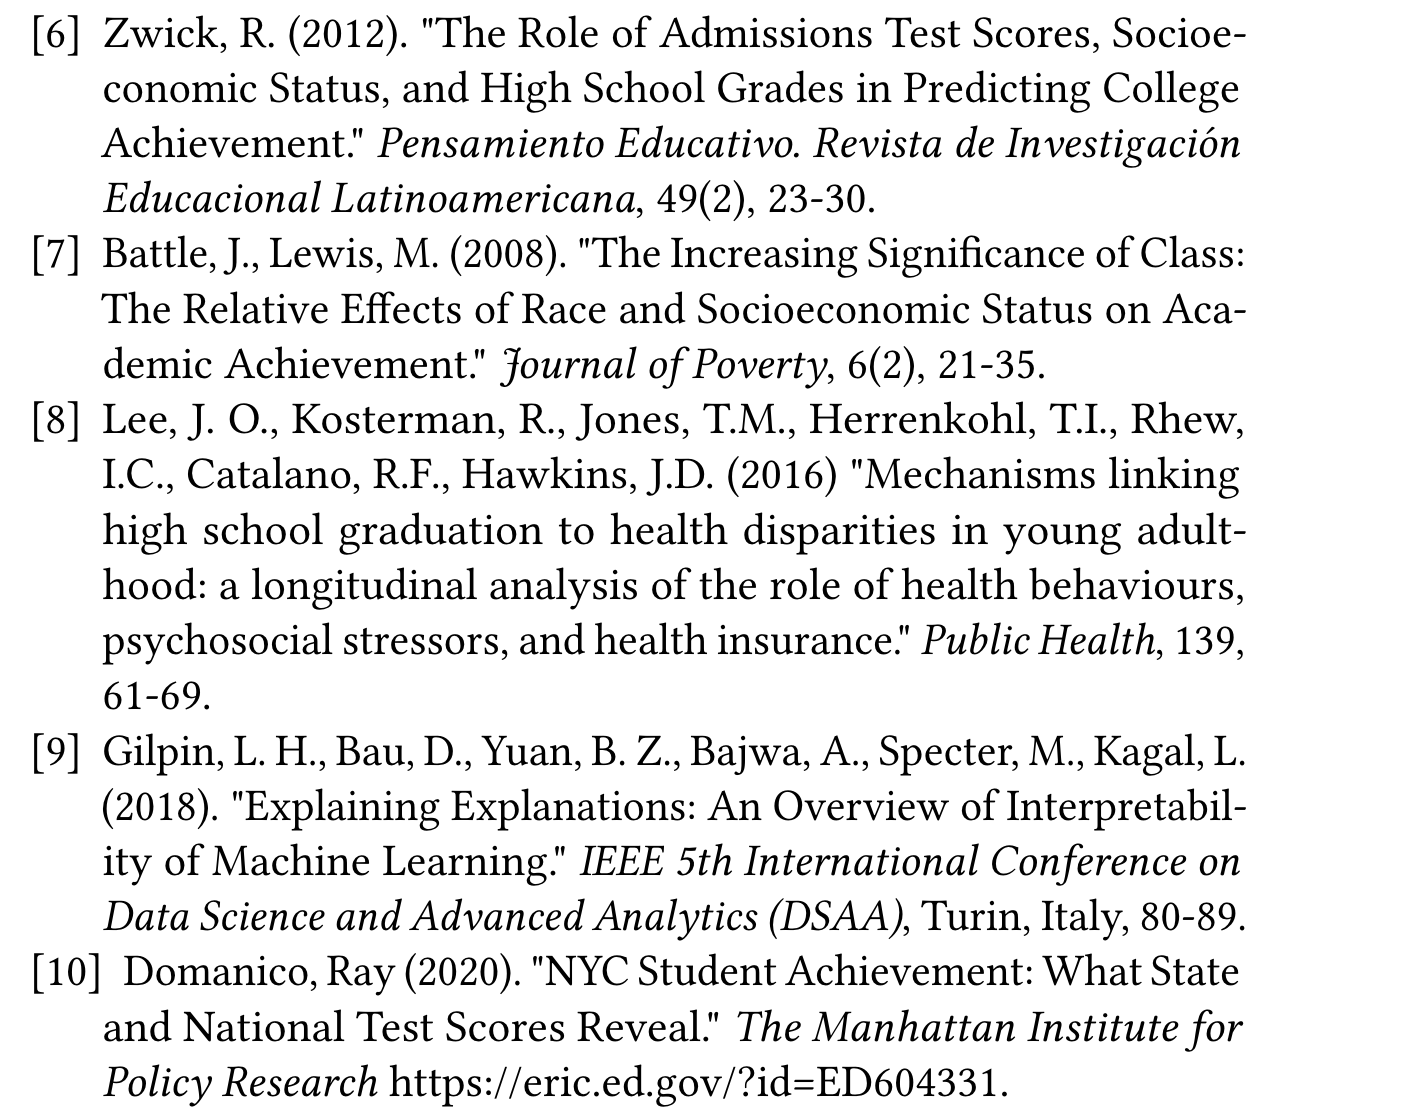 [6] Zwick, R. (2012). "The Role of Admissions Test Scores, Socioe-
conomic Status, and High School Grades in Predicting College
Achievement." Pensamiento Educativo. Revista de Investigación
Educacional Latinoamericana, 49(2), 23-30.
[7] Battle, J., Lewis, M. (2008). "The Increasing Significance of Class:
The Relative Effects of Race and Socioeconomic Status on Aca-
demic Achievement." Journal of Poverty, 6(2), 21-35.
[8] Lee, J. O., Kosterman, R., Jones, T.M., Herrenkohl, T.I., Rhew,
I.C., Catalano, R.F., Hawkins, J.D. (2016) "Mechanisms linking
high school graduation to health disparities in young adult-
hood: a longitudinal analysis of the role of health behaviours,
psychosocial stressors, and health insurance." Public Health, 139,
61-69.
[9] Gilpin, L. H., Bau, D., Yuan, B. Z., Bajwa, A., Specter, M., Kagal, L.
(2018). "Explaining Explanations: An Overview of Interpretabil-
ity of Machine Learning." IEEE 5th International Conference on
Data Science and Advanced Analytics (DSAA), Turin, Italy, 80-89.
[10] Domanico, Ray (2020). "NYC Student Achievement: What State
and National Test Scores Reveal." The Manhattan Institute for
Policy Research https://eric.ed.gov/?id=ED604331.